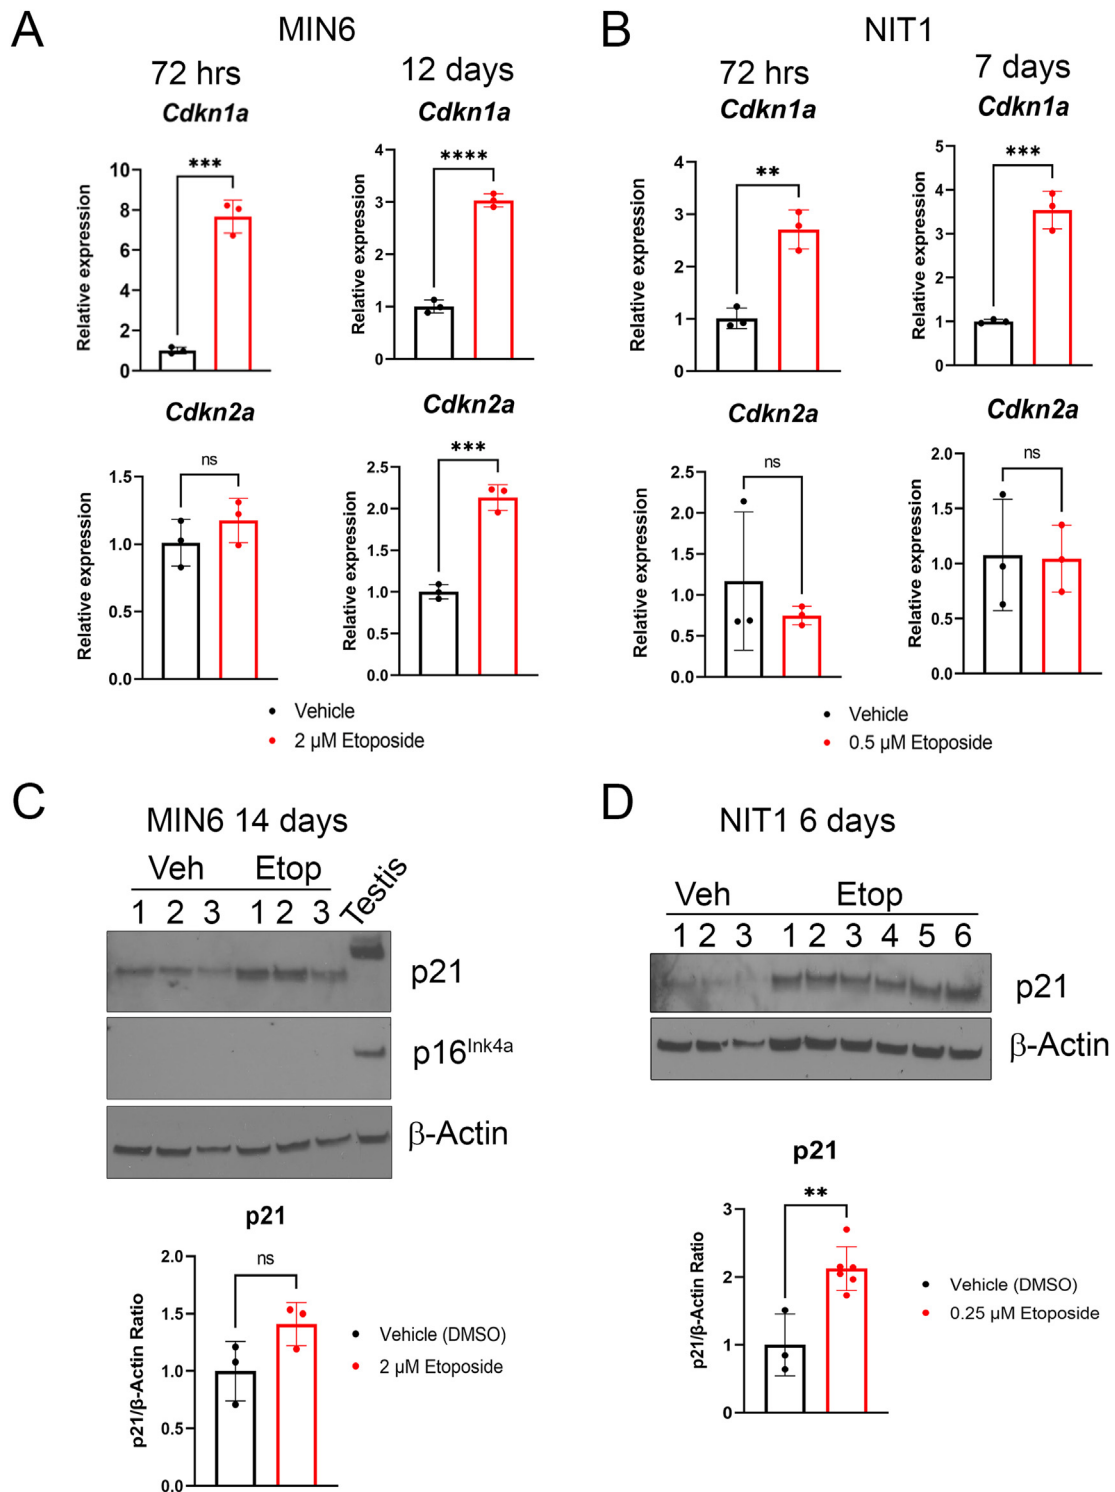 A
MIN6
72 hrs
Cdkn1a
Relative expression
10
8
6
4
2
0
***
12 days
Cdkn1a
Relative expression
4
3
2
1
0
****
Cdkn2a
Relative expression
1.5
1.0
0.5
0.0
ns
Cdkn2a
Relative expression
2.5
2.0
1.5
1.0
0.5
0.0
***
Vehicle
2 µM Etoposide
B
NIT1
72 hrs
Cdkn1a
Relative expression
4
3
2
1
0
**
7 days
Cdkn1a
Relative expression
5
4
3
2
1
0
***
Cdkn2a
Relative expression
2.5
2.0
1.5
1.0
0.5
0.0
ns
Cdkn2a
Relative expression
2.0
1.5
1.0
0.5
0.0
ns
Vehicle
0.5 µM Etoposide
C
MIN6 14 days
Veh Etop Testis
1 2 3 1 2 3
p21
p16Ink4a
β-Actin
p21
p21/β-Actin Ratio
2.0
1.5
1.0
0.5
0.0
ns
Vehicle (DMSO)
2 µM Etoposide
D
NIT1 6 days
Veh Etop
1 2 3 1 2 3 4 5 6
p21
β-Actin
p21
p21/β-Actin Ratio
3
2
1
0
**
Vehicle (DMSO)
0.25 µM Etoposide